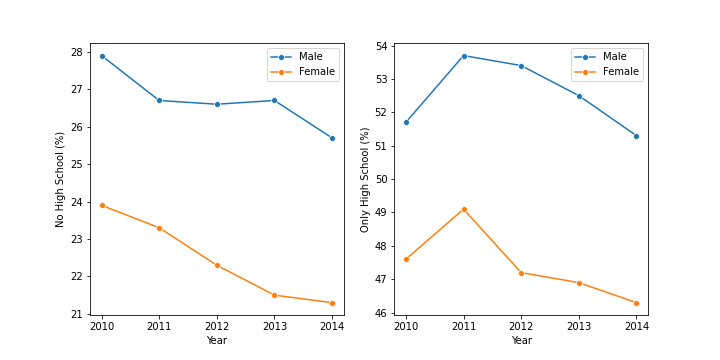 No High School (%)
28
27
26
25
24
23
22
21
2010 2011 2012 2013 2014
Year
Male
Female
Only High School (%)
54
53
52
51
50
49
48
47
46
2010 2011 2012 2013 2014
Year
Male
Female